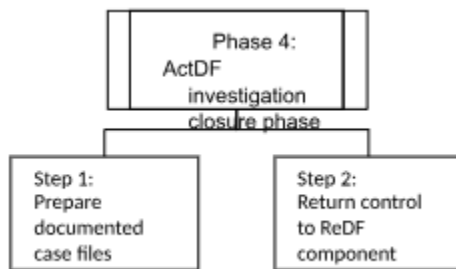 Phase 4:
ActDF
investigation
closure phase
Step 1:
Prepare
documented
case files
Step 2:
Return control
to ReDF
component